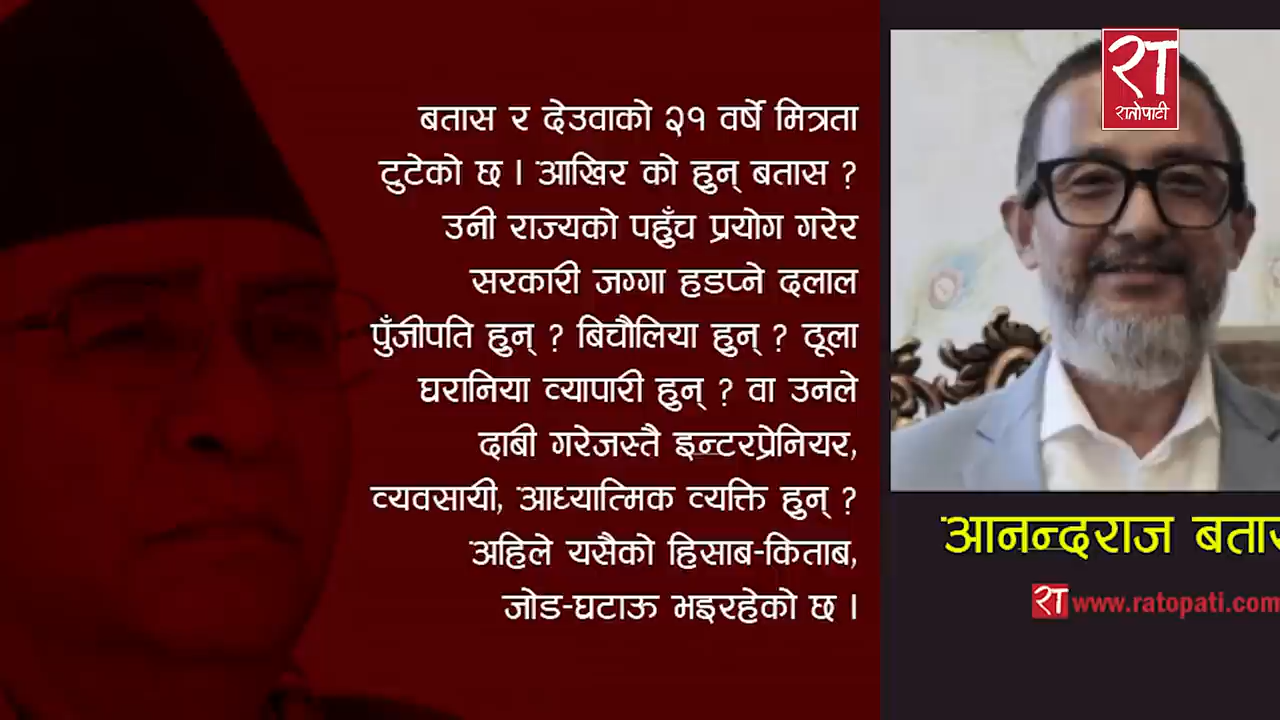 बतास र देउवाको २१ वर्षे मित्रता
टुटेको छ । आखिर को हुन् बतास ?
उनी राज्यको पहुँच प्रयोग गरेर
सरकारी जग्गा हडप्ने दलाल
पुँजीपति हुन् ? बिचौलिया हुन् ? ठूला
घरानिया व्यापारी हुन् ? वा उनले
दाबी गरेजस्तै इन्टरप्रेनियर,
व्यवसायी, आध्यात्मिक व्यक्ति हुन् ?
अहिले यसैको हिसाब-किताब,
जोड-घटाऊ भइरहेको छ ।
रा
रातोपाटी
आनन्दराज बतास
रा www.ratopati.com